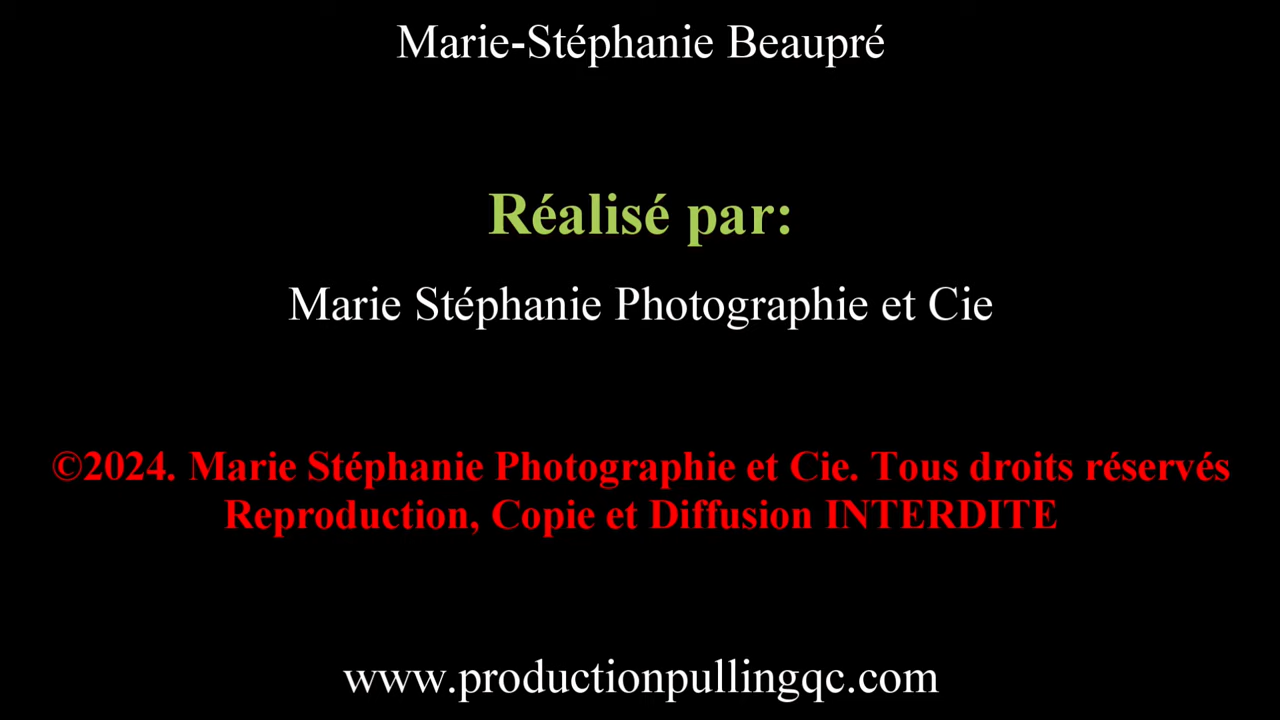 Marie-Stéphanie Beaupré
Réalisé par:
Marie Stéphanie Photographie et Cie
©2024. Marie Stéphanie Photographie et Cie. Tous droits réservés
Reproduction, Copie et Diffusion INTERDITE
www.productionpullingqc.com